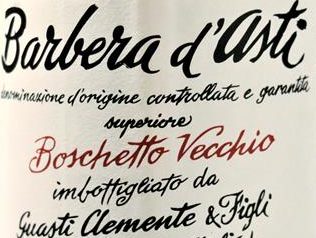 Barbera d'Asti
denominazione d'origine controllata e garantita
superiore
Boschetto Vecchio
imbottigliato da
Guasti Clemente & Figli